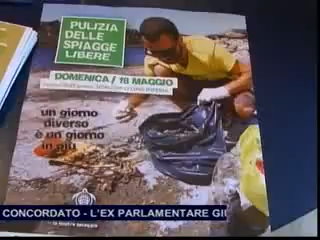 PULIZIA
DELLE
SPIAGGE
LIBERE
DOMENICA / 18 MAGGIO
un giorno
diverso
è un giorno
in più
CONCORDATO - L'EX PARLAMENTARE GI